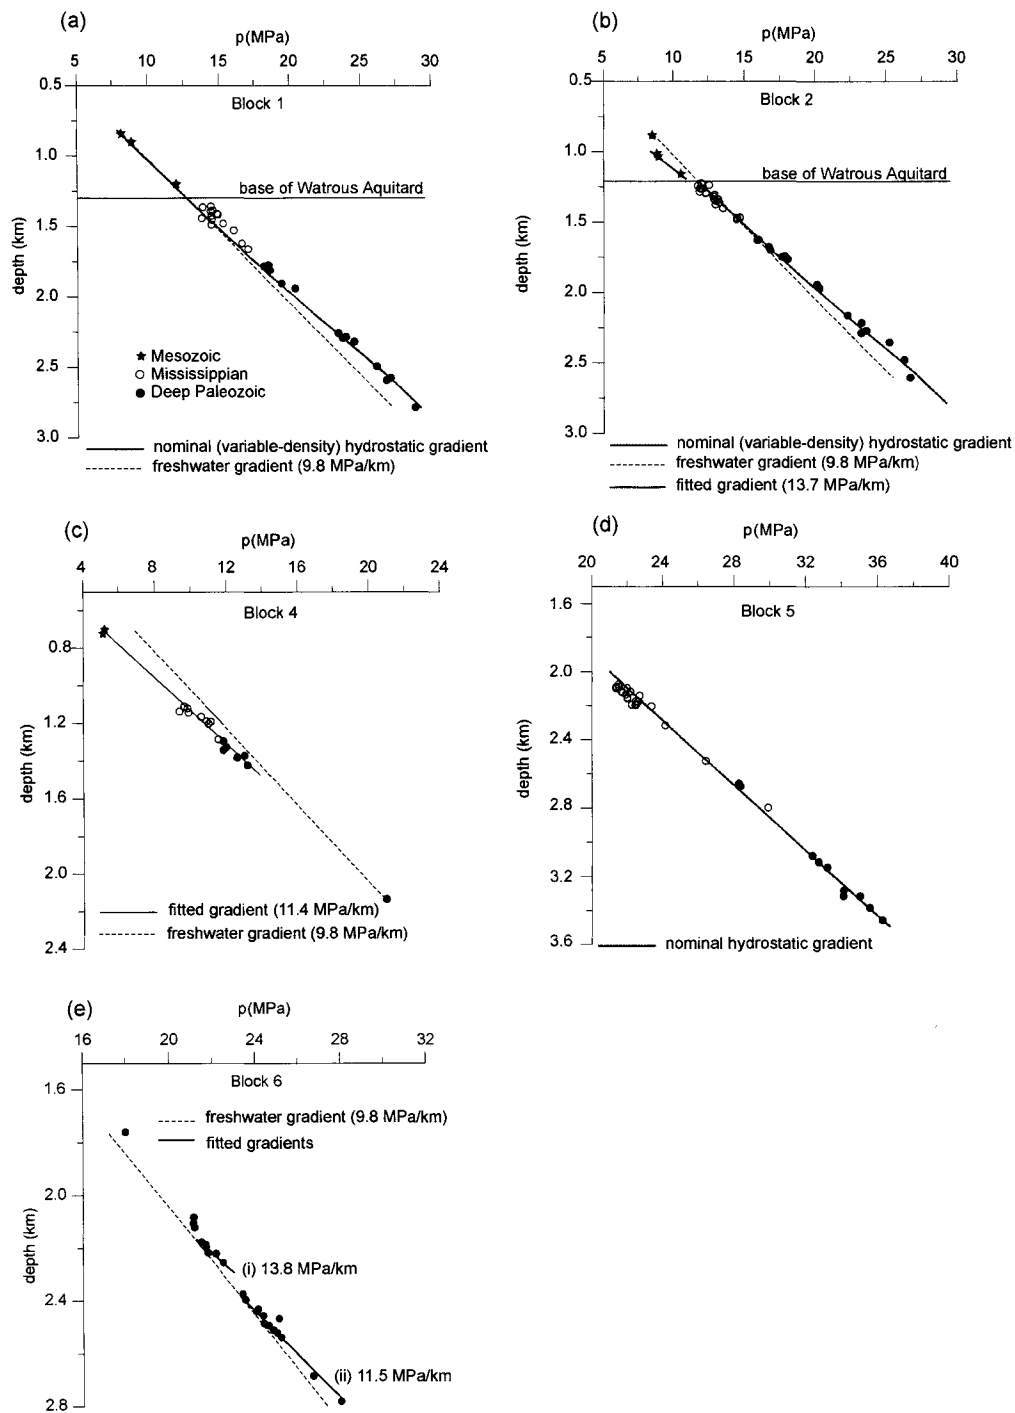 (a)
p(MPa)
5 10 15 20 25 30
0.5
1.0
1.5
2.0
2.5
3.0
depth (km)
Block 1
base of Watrous Aquitard
Mesozoic
Mississippian
Deep Paleozoic
nominal (variable-density) hydrostatic gradient
freshwater gradient (9.8 MPa/km)
(b)
p(MPa)
5 10 15 20 25 30
0.5
1.0
1.5
2.0
2.5
3.0
depth (km)
Block 2
base of Watrous Aquitard
nominal (variable-density) hydrostatic gradient
freshwater gradient (9.8 MPa/km)
fitted gradient (13.7 MPa/km)
(c)
p(MPa)
4 8 12 16 20 24
0.8
1.2
1.6
2.0
2.4
depth (km)
Block 4
fitted gradient (11.4 MPa/km)
freshwater gradient (9.8 MPa/km)
(d)
p(MPa)
20 24 28 32 36 40
1.6
2.0
2.4
2.8
3.2
3.6
depth (km)
Block 5
nominal hydrostatic gradient
(e)
p(MPa)
16 20 24 28 32
1.6
2.0
2.4
2.8
depth (km)
Block 6
freshwater gradient (9.8 MPa/km)
fitted gradients
(i) 13.8 MPa/km
(ii) 11.5 MPa/km